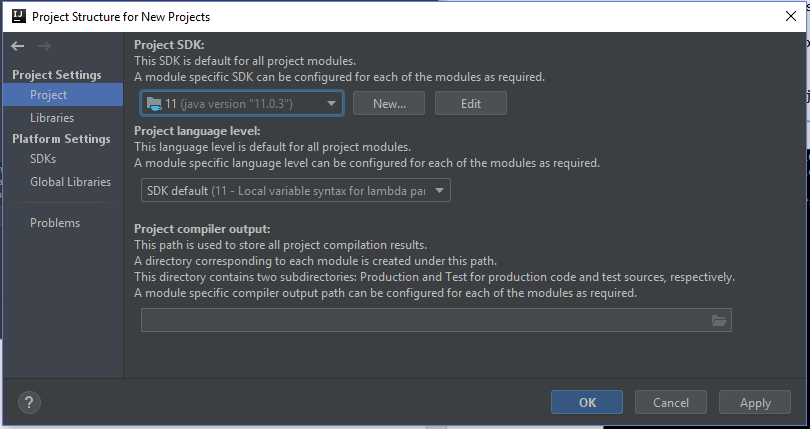 Project Structure for New Projects
Project Settings
Project
Libraries
Platform Settings
SDKs
Global Libraries
Problems
Project SDK:
This SDK is default for all project modules.
A module specific SDK can be configured for each of the modules as required.
11 (java version "11.0.3")
New...
Edit
Project language level:
This language level is default for all project modules.
A module specific language level can be configured for each of the modules as required.
SDK default (11 - Local variable syntax for lambda par
Project compiler output:
This path is used to store all project compilation results.
A directory corresponding to each module is created under this path.
This directory contains two subdirectories: Production and Test for production code and test sources, respectively.
A module specific compiler output path can be configured for each of the modules as required.
?
OK
Cancel
Apply